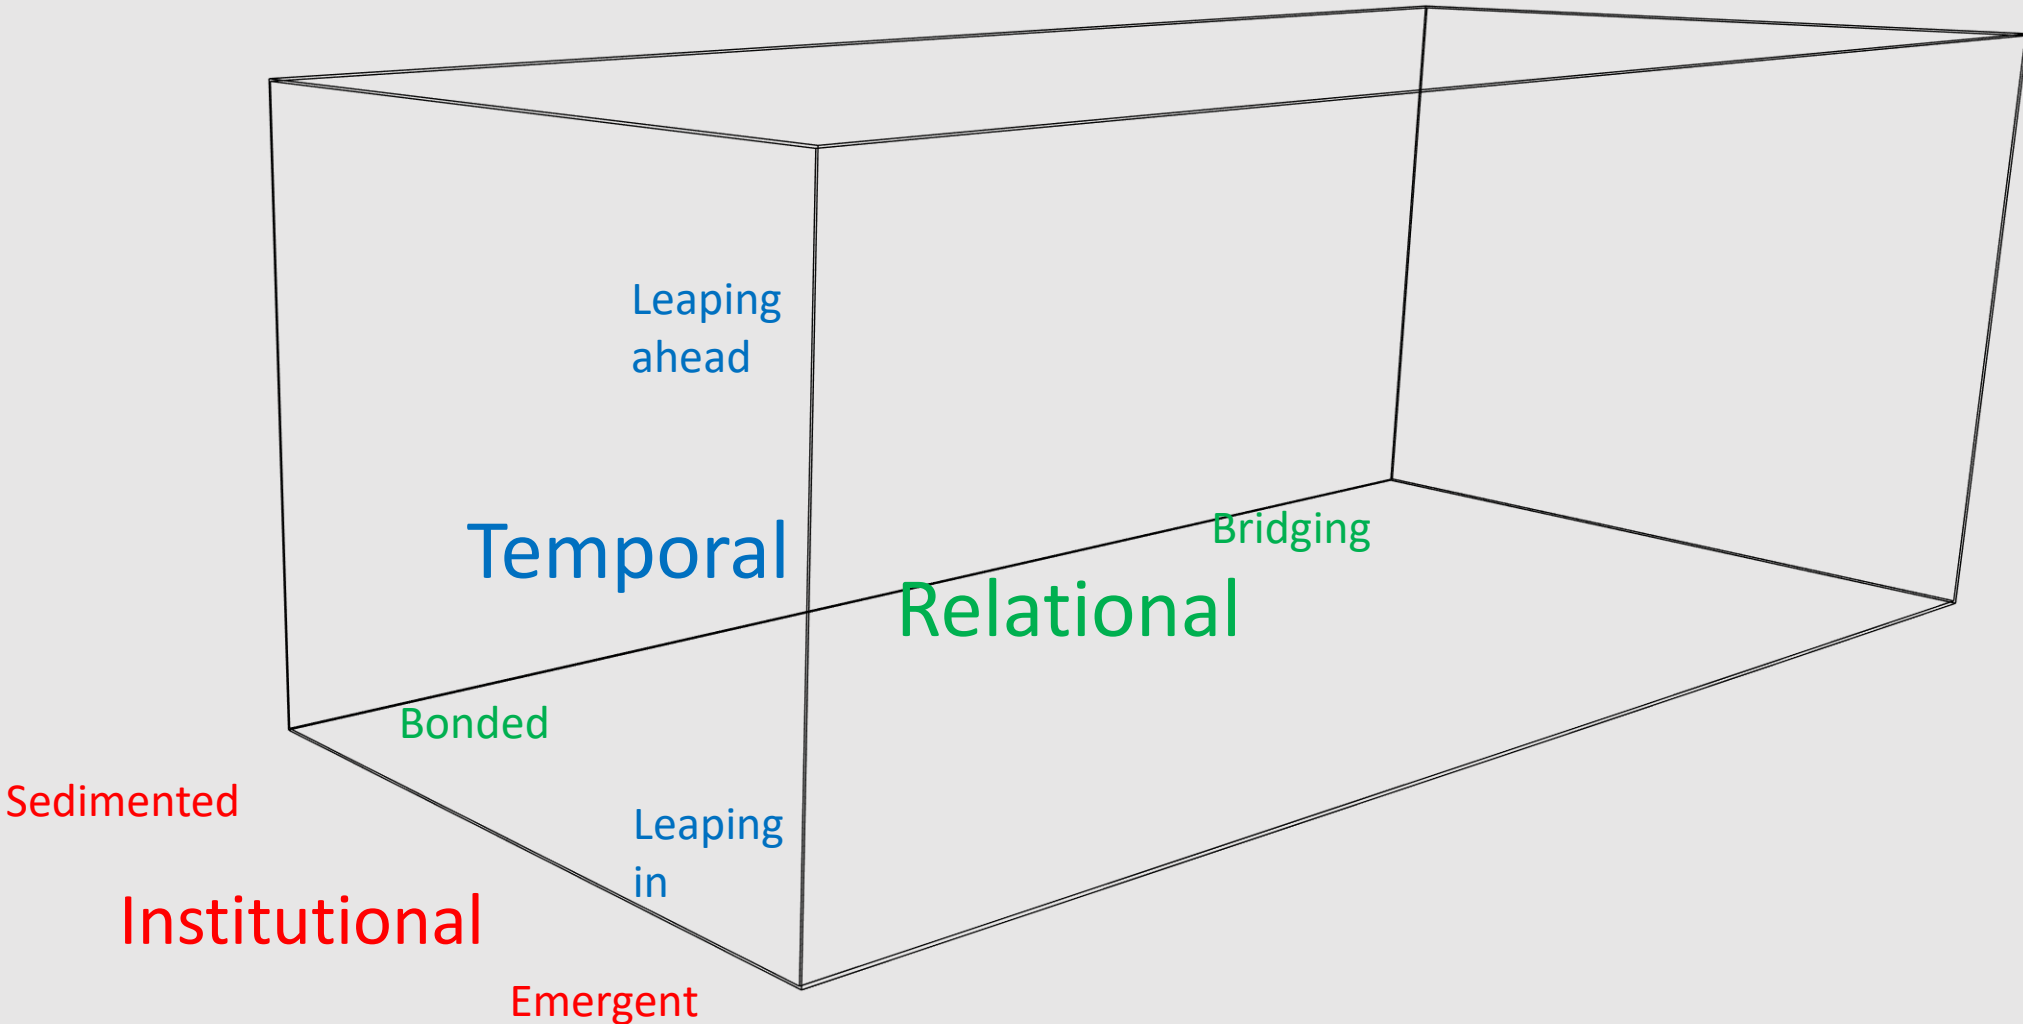 Leaping
ahead
Temporal
Bridging
Relational
Bonded
Sedimented
Leaping
in
Institutional
Emergent